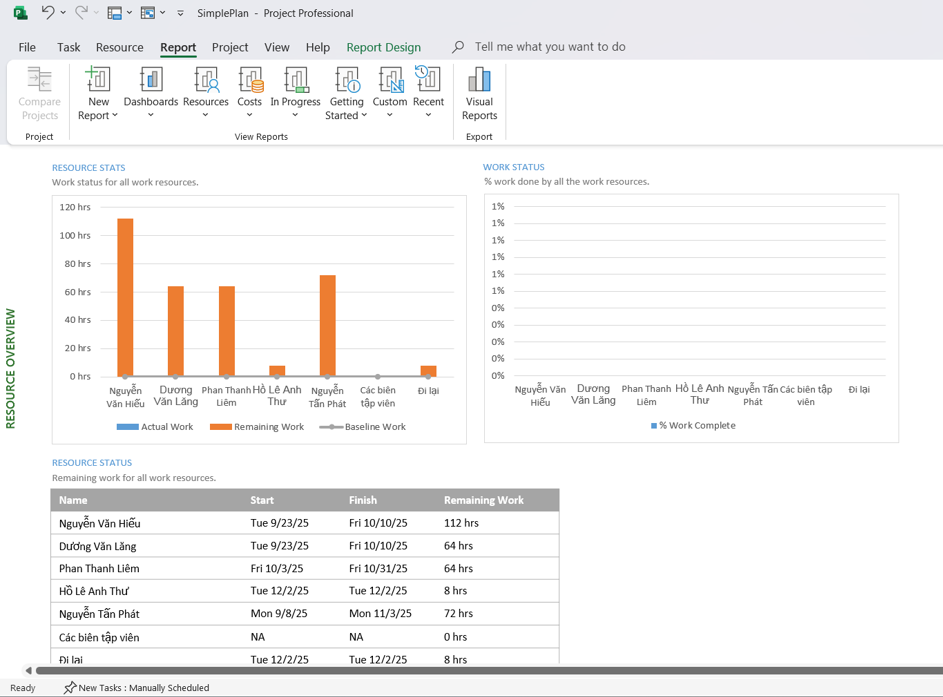 SimplePlan - Project Professional
File Task Resource Report Project View Help Report Design Tell me what you want to do
Compare Projects
New Report
Dashboards
Resources
Costs
In Progress
Getting Started
Custom
Recent
Visual Reports
Project View Reports Export
RESOURCE OVERVIEW
RESOURCE STATS
Work status for all work resources.
120 hrs
100 hrs
80 hrs
60 hrs
40 hrs
20 hrs
0 hrs
Nguyễn Văn Hiếu
Dương Văn Lăng
Phan Thanh Liêm
Hồ Lê Anh Thư
Nguyễn Tấn Phát
Các biên tập viên
Đi lại
Actual Work Remaining Work Baseline Work
WORK STATUS
% work done by all the work resources.
1%
1%
1%
1%
1%
1%
0%
0%
0%
0%
0%
Nguyễn Văn Hiếu
Dương Văn Lăng
Phan Thanh Liêm
Hồ Lê Anh Thư
Nguyễn Tấn Phát
Các biên tập viên
Đi lại
% Work Complete
RESOURCE STATUS
Remaining work for all work resources.
Name Start Finish Remaining Work
Nguyễn Văn Hiếu Tue 9/23/25 Fri 10/10/25 112 hrs
Dương Văn Lăng Tue 9/23/25 Fri 10/10/25 64 hrs
Phan Thanh Liêm Fri 10/3/25 Fri 10/31/25 64 hrs
Hồ Lê Anh Thư Tue 12/2/25 Tue 12/2/25 8 hrs
Nguyễn Tấn Phát Mon 9/8/25 Mon 11/3/25 72 hrs
Các biên tập viên NA NA 0 hrs
Đi lại Tue 12/2/25 Tue 12/2/25 8 hrs
Ready New Tasks : Manually Scheduled